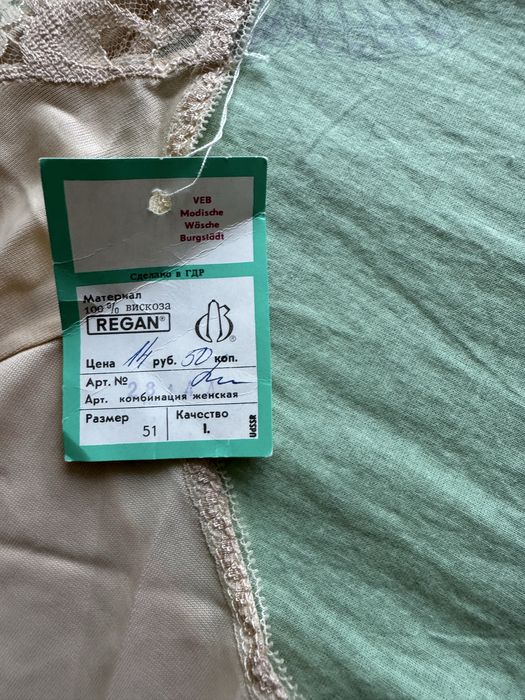 VEB
Modische
Wäsche
Burgstädt
Сделано в ГДР
Материал
100 % вискоза
REGAN®
Цена 14 руб. 50 коп.
Арт. №
Арт. комбинация женская
Размер 51
Качество I.
UdSSR